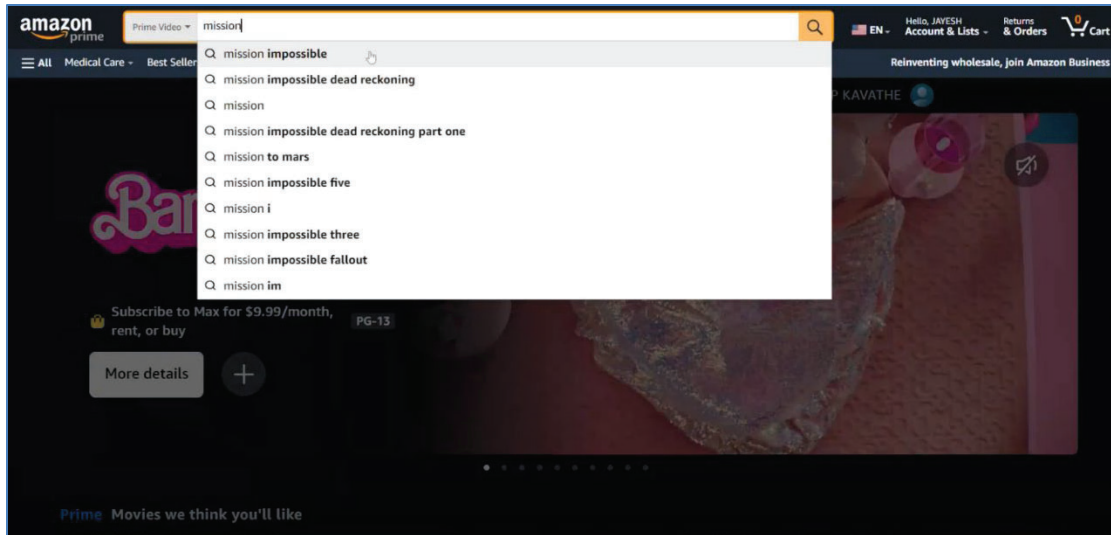 amazon
prime
Prime Video
mission
EN
Hello, JAYESH
Account & Lists
Returns
& Orders
0
Cart
All
Medical Care
Best Seller
Reinventing wholesale, join Amazon Business
mission impossible
mission impossible dead reckoning
mission
mission impossible dead reckoning part one
mission to mars
mission impossible five
mission i
mission impossible three
mission impossible fallout
mission im
P KAVATHE
Bar
Subscribe to Max for $9.99/month,
rent, or buy
PG-13
More details
Prime Movies we think you'll like